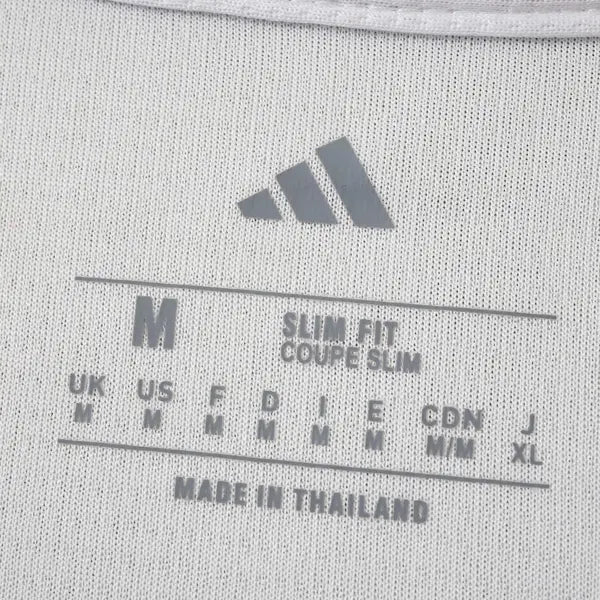 M
SLIM FIT
COUPE SLIM
UK US F D I E CDN J
M M M M M M M/M XL
MADE IN THAILAND